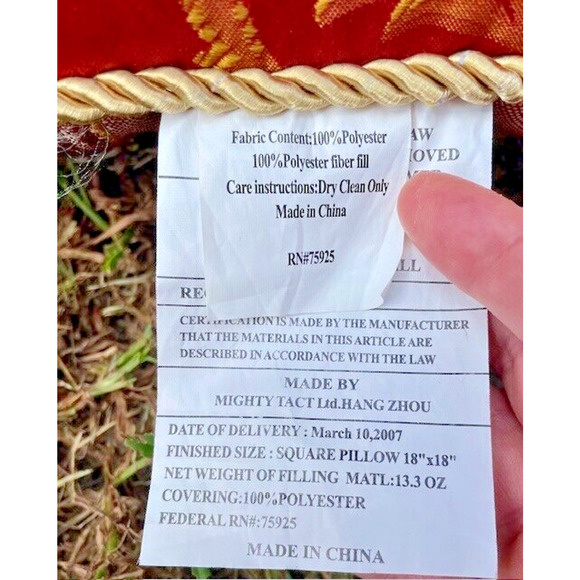 Fabric Content:100%Polyester
100%Polyester fiber fill
Care instructions:Dry Clean Only
Made in China
RN#75925
CERTIFICATION IS MADE BY THE MANUFACTURER
THAT THE MATERIALS IN THIS ARTICLE ARE
DESCRIBED IN ACCORDANCE WITH THE LAW
MADE BY
MIGHTY TACT Ltd.HANG ZHOU
DATE OF DELIVERY : March 10,2007
FINISHED SIZE : SQUARE PILLOW 18"x18"
NET WEIGHT OF FILLING MATL:13.3 OZ
COVERING:100%POLYESTER
FEDERAL RN#:75925
MADE IN CHINA